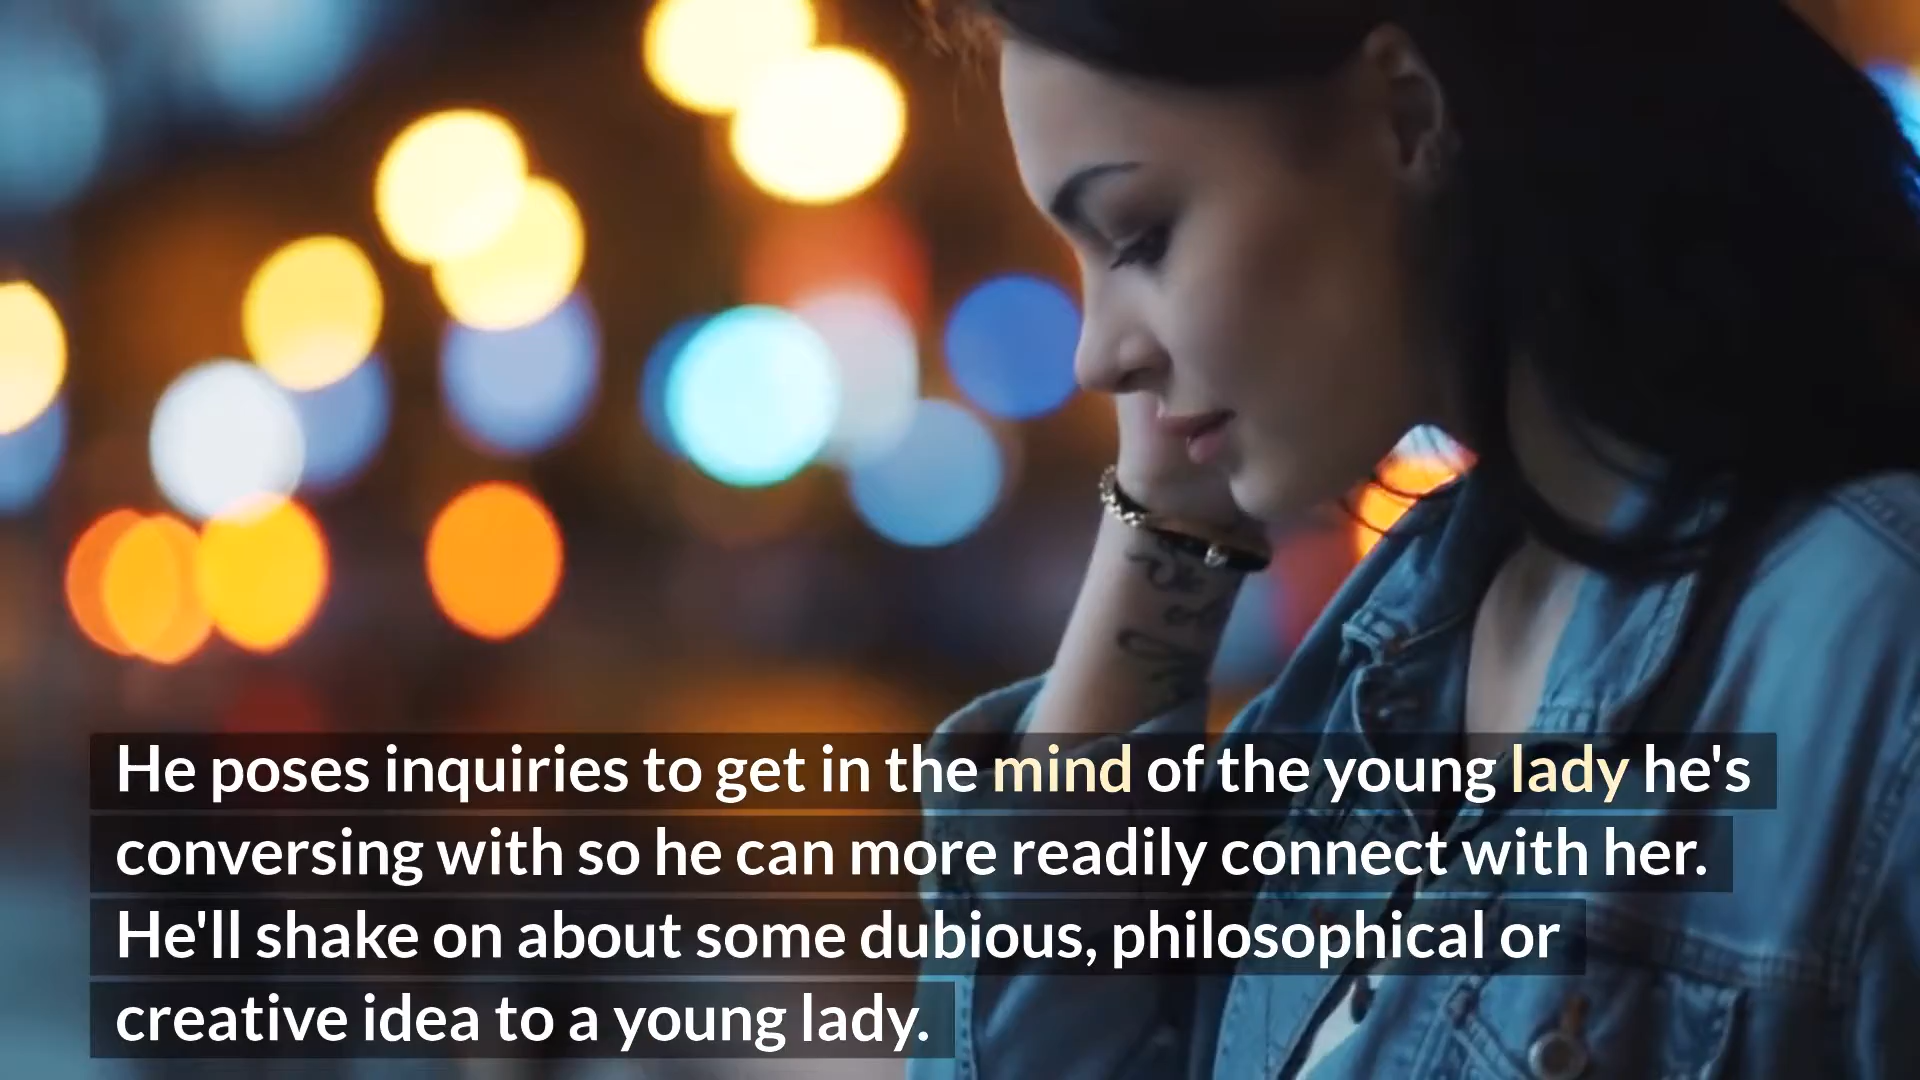 He poses inquiries to get in the mind of the young lady he's
conversing with so he can more readily connect with her.
He'll shake on about some dubious, philosophical or
creative idea to a young lady.